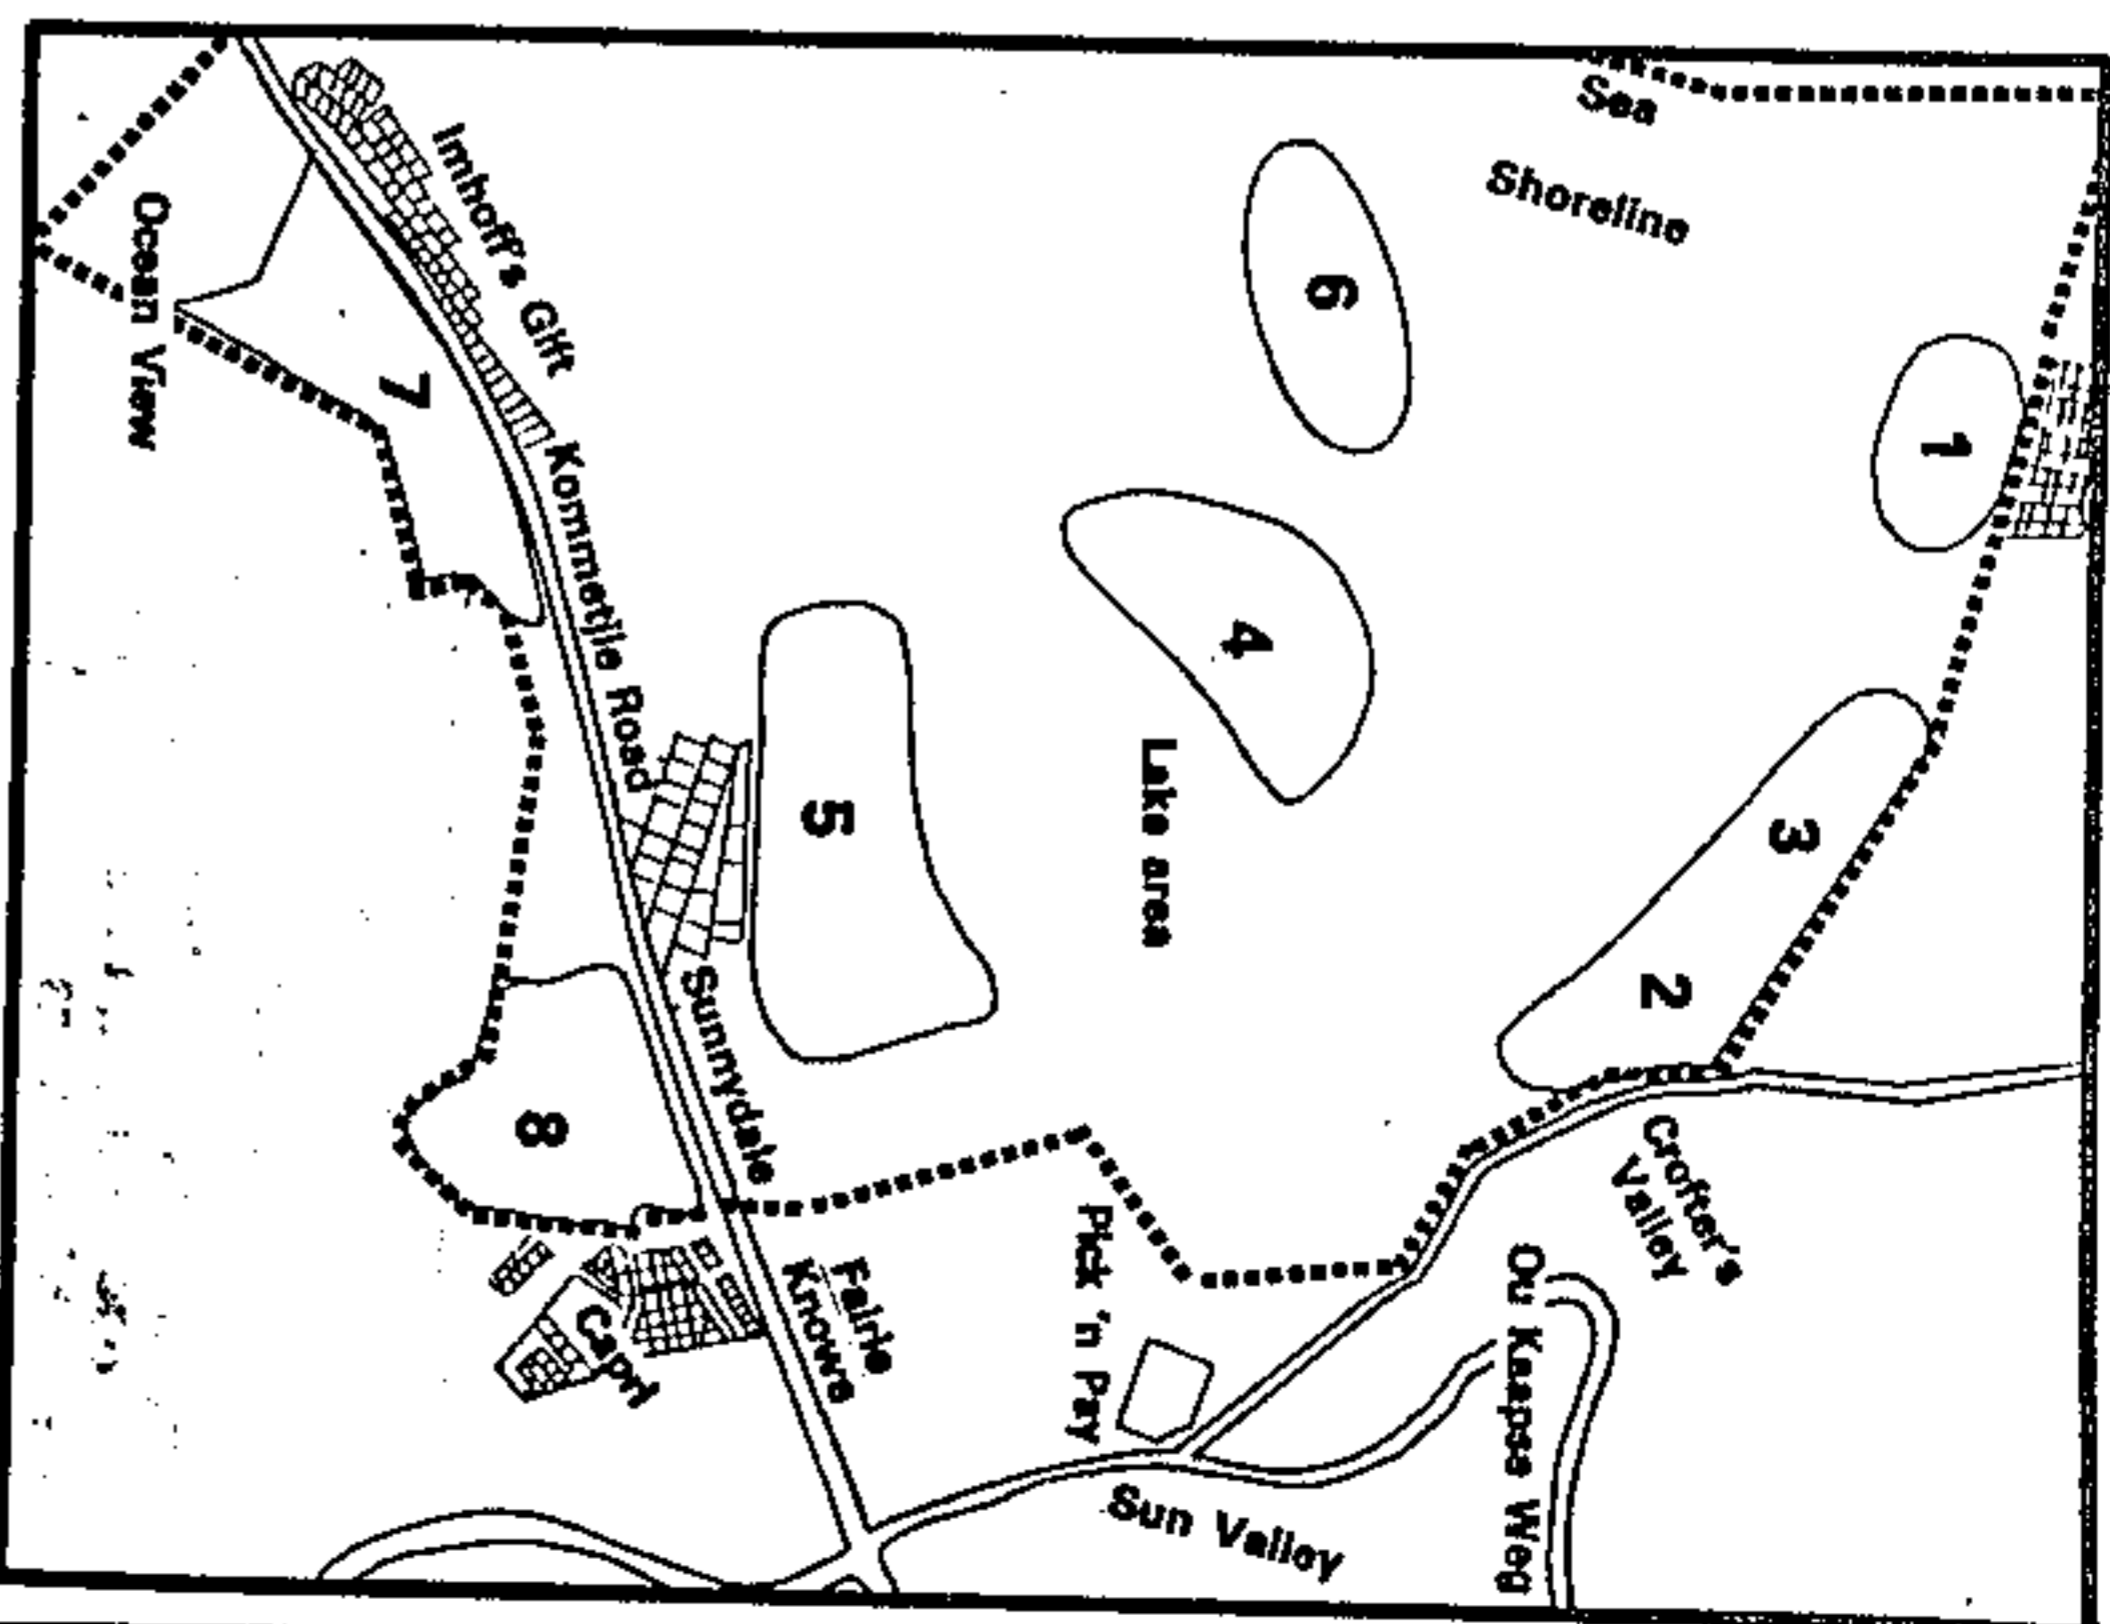 1
3
Sea
Shoreline
2
Crofter's
Valley
Ou Kaapse Weg
6
4
Sun Valley
Lake area
Pick 'n Pay
5
Fairie
Knowe
Sunnydale
Kommetjie Road
Capri
8
Imhoff's Gift
7
Ocean View